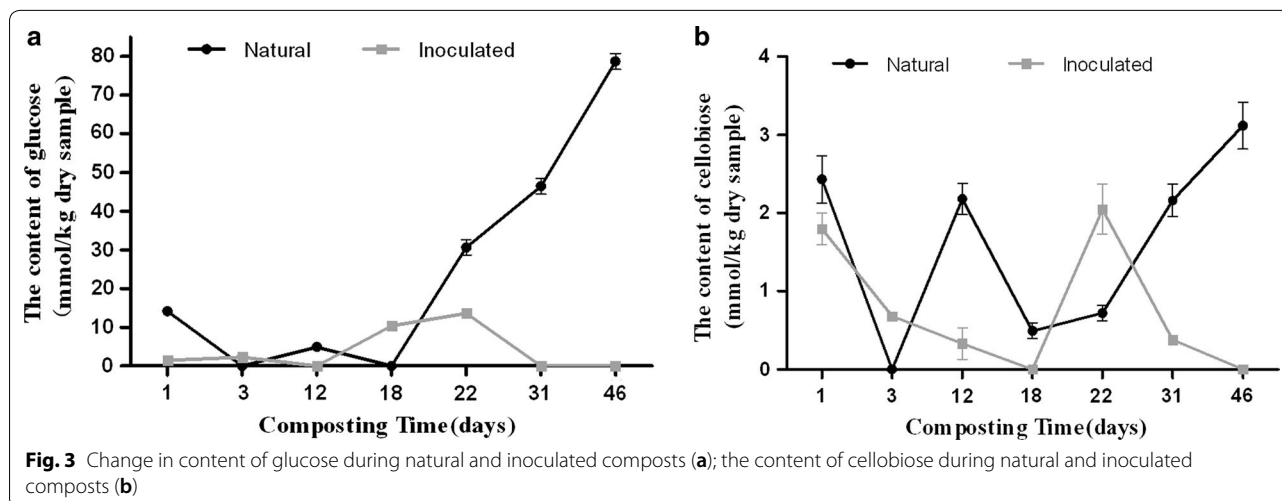 a
Natural
Inoculated
The content of glucose
(mmol/kg dry sample)
80
70
60
50
40
30
20
10
0
1 3 12 18 22 31 46
Composting Time(days)
b
Natural
Inoculated
The content of cellobiose
(mmol/kg dry sample)
4
3
2
1
0
1 3 12 18 22 31 46
Composting Time(days)
Fig. 3 Change in content of glucose during natural and inoculated composts (a); the content of cellobiose during natural and inoculated
composts (b)